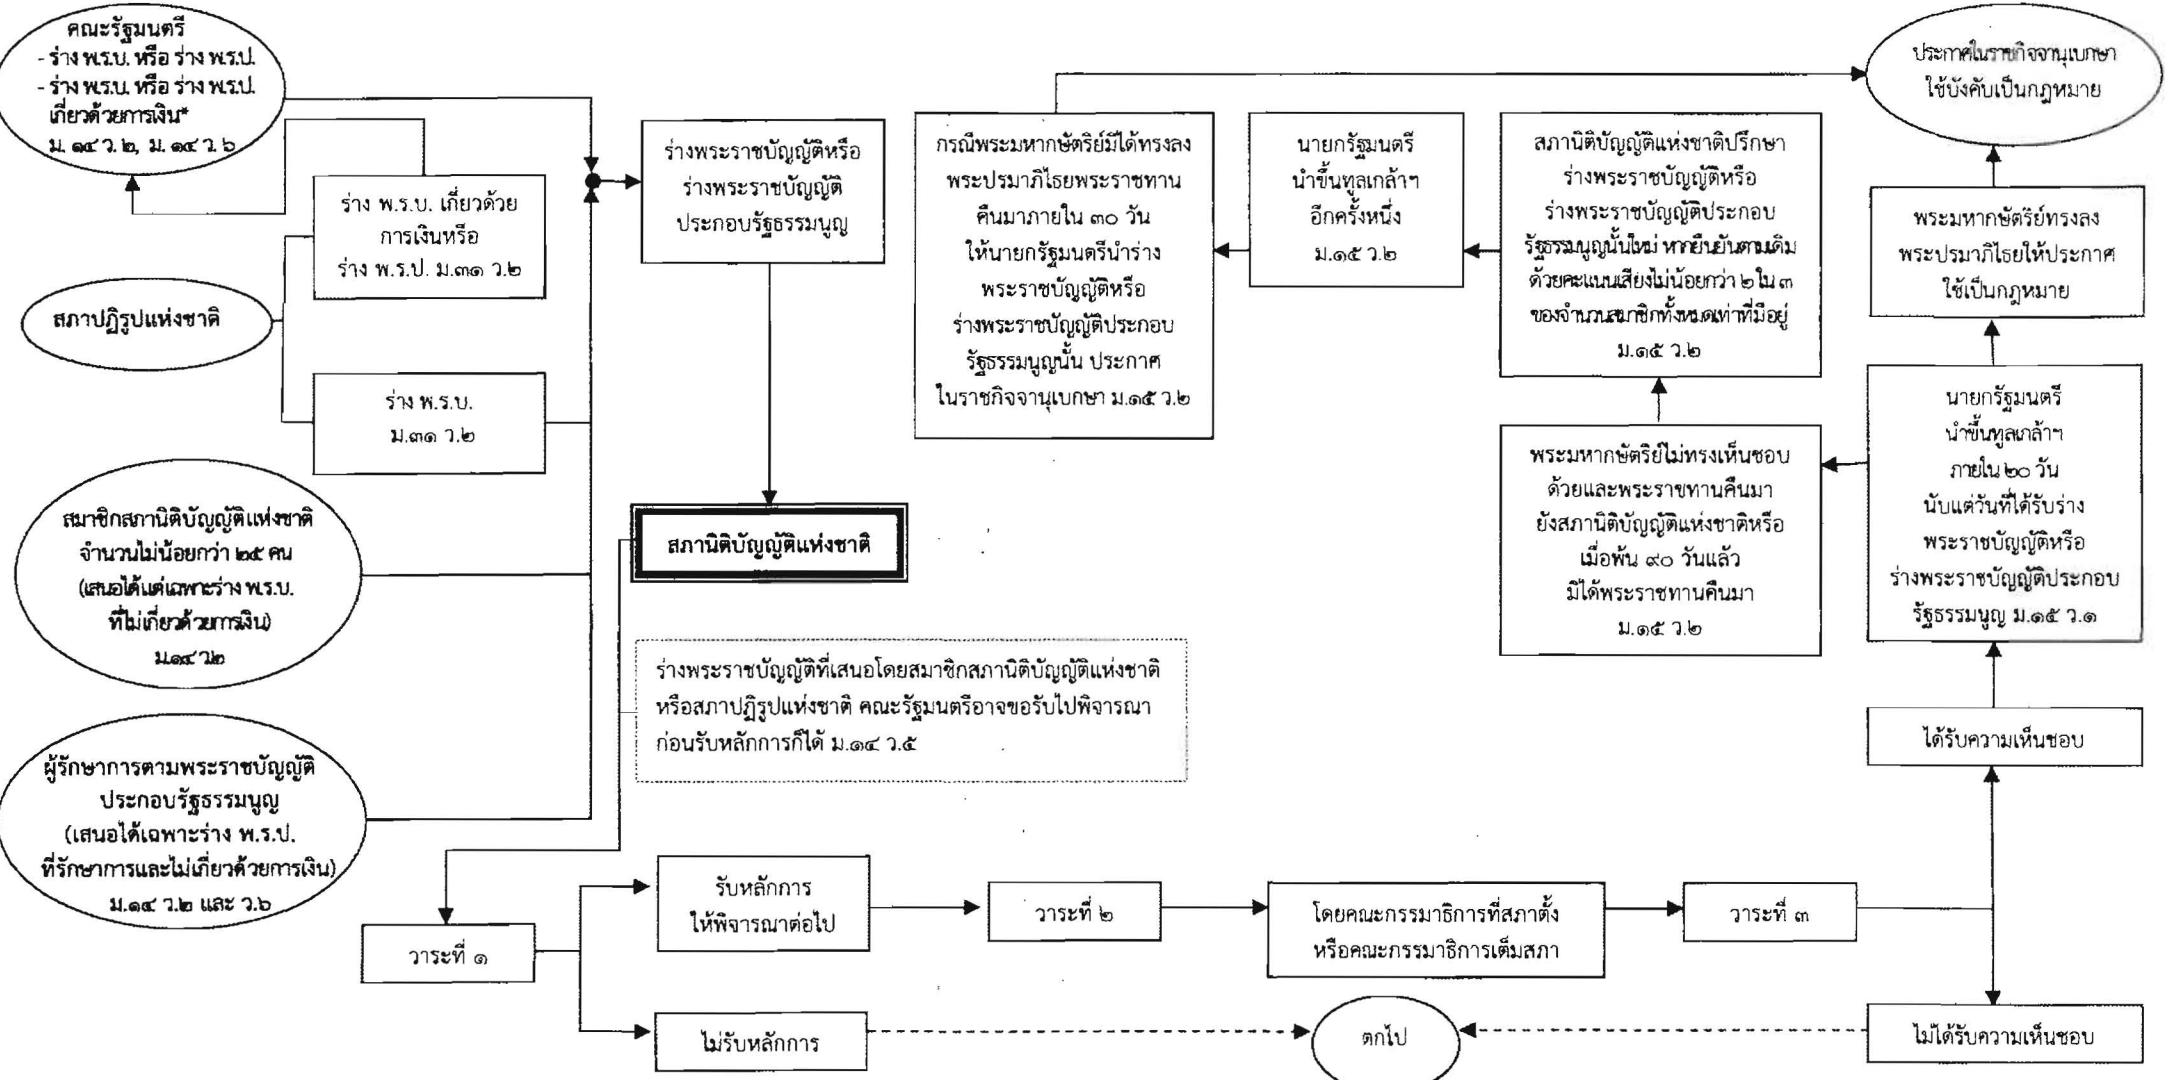 คณะรัฐมนตรี
- ร่าง พ.ร.บ. หรือ ร่าง พ.ร.ป.
- ร่าง พ.ร.บ. หรือ ร่าง พ.ร.ป.
เกี่ยวด้วยการเงิน*
ม. ๑๔ ว. ๒, ม. ๑๔ ว. ๖
ร่าง พ.ร.บ. เกี่ยวด้วย
การเงินหรือ
ร่าง พ.ร.ป. ม.๓๑ ว.๒
สภาปฏิรูปแห่งชาติ
ร่าง พ.ร.บ.
ม.๓๑ ว.๒
สมาชิกสภานิติบัญญัติแห่งชาติ
จำนวนไม่น้อยกว่า ๒๕ คน
(เสนอได้แต่เฉพาะร่าง พ.ร.บ.
ที่ไม่เกี่ยวด้วยการเงิน)
ม.๑๔ ว.๒
ผู้รักษาการตามพระราชบัญญัติ
ประกอบรัฐธรรมนูญ
(เสนอได้เฉพาะร่าง พ.ร.ป.
ที่รักษาการและไม่เกี่ยวด้วยการเงิน)
ม.๑๔ ว.๒ และ ว.๖
ร่างพระราชบัญญัติหรือ
ร่างพระราชบัญญัติ
ประกอบรัฐธรรมนูญ
สภานิติบัญญัติแห่งชาติ
ร่างพระราชบัญญัติที่เสนอโดยสมาชิกสภานิติบัญญัติแห่งชาติ
หรือสภาปฏิรูปแห่งชาติ คณะรัฐมนตรีอาจขอรับไปพิจารณา
ก่อนรับหลักการก็ได้ ม.๑๔ ว.๕
วาระที่ ๑
รับหลักการ
ให้พิจารณาต่อไป
ไม่รับหลักการ
วาระที่ ๒
โดยคณะกรรมาธิการที่สภาตั้ง
หรือคณะกรรมาธิการเต็มสภา
วาระที่ ๓
ตกไป
ไม่ได้รับความเห็นชอบ
ได้รับความเห็นชอบ
นายกรัฐมนตรี
นำขึ้นทูลเกล้าฯ
ภายใน ๒๐ วัน
นับแต่วันที่ได้รับร่าง
พระราชบัญญัติหรือ
ร่างพระราชบัญญัติประกอบ
รัฐธรรมนูญ ม.๑๕ ว.๑
พระมหากษัตริย์ทรงลง
พระปรมาภิไธยให้ประกาศ
ใช้เป็นกฎหมาย
ประกาศในราชกิจจานุเบกษา
ใช้บังคับเป็นกฎหมาย
พระมหากษัตริย์ไม่ทรงเห็นชอบ
ด้วยและพระราชทานคืนมา
ยังสภานิติบัญญัติแห่งชาติหรือ
เมื่อพ้น ๙๐ วันแล้ว
มิได้พระราชทานคืนมา
ม.๑๕ ว.๒
สภานิติบัญญัติแห่งชาติปรึกษา
ร่างพระราชบัญญัติหรือ
ร่างพระราชบัญญัติประกอบ
รัฐธรรมนูญนั้นใหม่ หากยืนยันตามเดิม
ด้วยคะแนนเสียงไม่น้อยกว่า ๒ ใน ๓
ของจำนวนสมาชิกทั้งหมดเท่าที่มีอยู่
ม.๑๕ ว.๒
นายกรัฐมนตรี
นำขึ้นทูลเกล้าฯ
อีกครั้งหนึ่ง
ม.๑๕ ว.๒
กรณีพระมหากษัตริย์มิได้ทรงลง
พระปรมาภิไธยพระราชทาน
คืนมาภายใน ๓๐ วัน
ให้นายกรัฐมนตรีนำร่าง
พระราชบัญญัติหรือ
ร่างพระราชบัญญัติประกอบ
รัฐธรรมนูญนั้น ประกาศ
ในราชกิจจานุเบกษา ม.๑๕ ว.๒